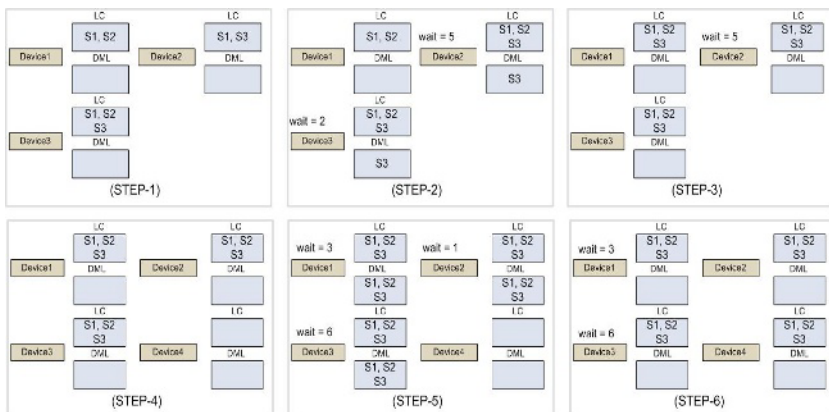 LC
LC
S1, S2
S1, S3
Device1
DML
Device2
DML
LC
S1, S2
S3
Device3
DML
(STEP-1)
LC
LC
S1, S2
wait = 5
S1, S2
S3
Device1
DML
Device2
DML
S3
LC
wait = 2
S1, S2
S3
Device3
DML
S3
(STEP-2)
LC
LC
S1, S2
S3
wait = 5
S1, S2
S3
Device1
DML
Device2
DML
LC
S1, S2
S3
Device3
DML
(STEP-3)
LC
LC
S1, S2
S3
S1, S2
S3
Device1
DML
Device2
DML
LC
LC
S1, S2
S3
Device3
DML
Device4
DML
(STEP-4)
LC
LC
wait = 3
S1, S2
S3
wait = 1
S1, S2
S3
Device1
DML
Device2
DML
S1, S2
S3
S1, S2
S3
LC
LC
wait = 6
S1, S2
S3
Device3
DML
Device4
DML
S1, S2
S3
(STEP-5)
LC
LC
wait = 3
S1, S2
S3
S1, S2
S3
Device1
DML
Device2
DML
LC
LC
wait = 6
S1, S2
S3
S1, S2
S3
Device3
DML
Device4
DML
(STEP-6)